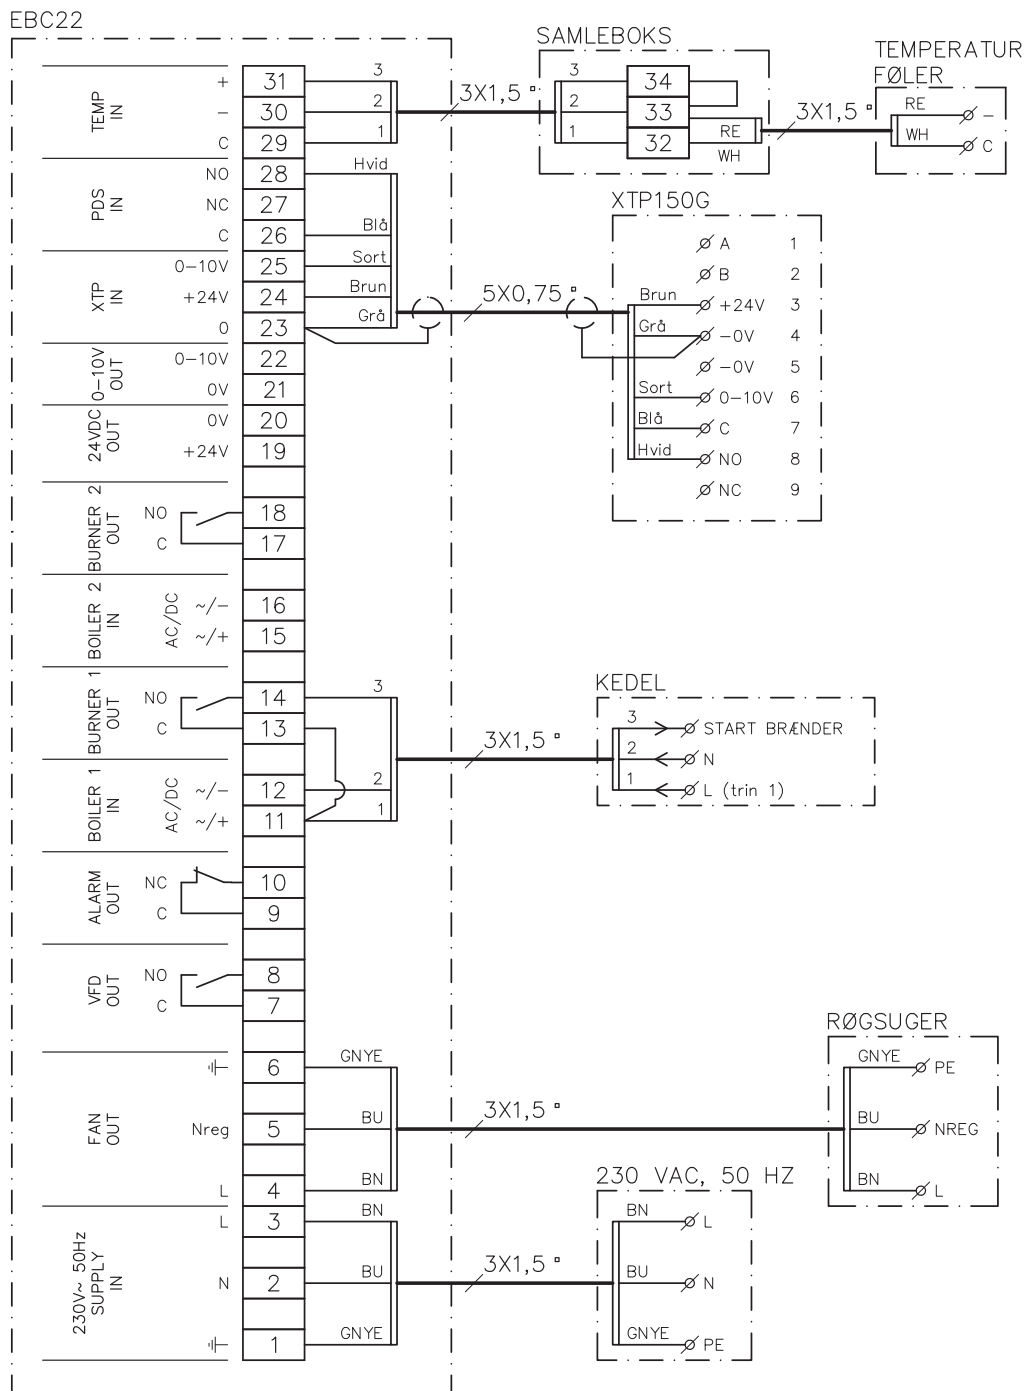 EBC22
SAMLEBOKS
TEMPERATUR
FØLER
TEMP
IN
+ 31 3
− 30 2
C 29 1
3X1,5 ▫
3 34
2 33
1 32
RE
WH
3X1,5 ▫
RE −
WH C
PDS
IN
NO 28 Hvid
NC 27
C 26 Blå
XTP
IN
0−10V 25 Sort
+24V 24 Brun
0 23 Grå
5X0,75 ▫
XTP150G
A 1
B 2
Brun +24V 3
Grå −0V 4
−0V 5
Sort 0−10V 6
Blå C 7
Hvid NO 8
NC 9
0−10V
OUT
0−10V 22
0V 21
24VDC
OUT
0V 20
+24V 19
BURNER 2
OUT
NO 18
C 17
BOILER 2
IN
AC/DC
~/− 16
~/+ 15
BURNER 1
OUT
NO 14 3
C 13
BOILER 1
IN
AC/DC
~/− 12 2
~/+ 11 1
3X1,5 ▫
KEDEL
3 START BRÆNDER
2 N
1 L (trin 1)
ALARM
OUT
NC 10
C 9
VFD
OUT
NO 8
C 7
FAN
OUT
6 GNYE
Nreg 5 BU
L 4 BN
3X1,5 ▫
RØGSUGER
GNYE PE
BU NREG
BN L
230V~ 50Hz
SUPPLY
IN
L 3 BN
N 2 BU
1 GNYE
3X1,5 ▫
230 VAC, 50 HZ
BN L
BU N
GNYE PE